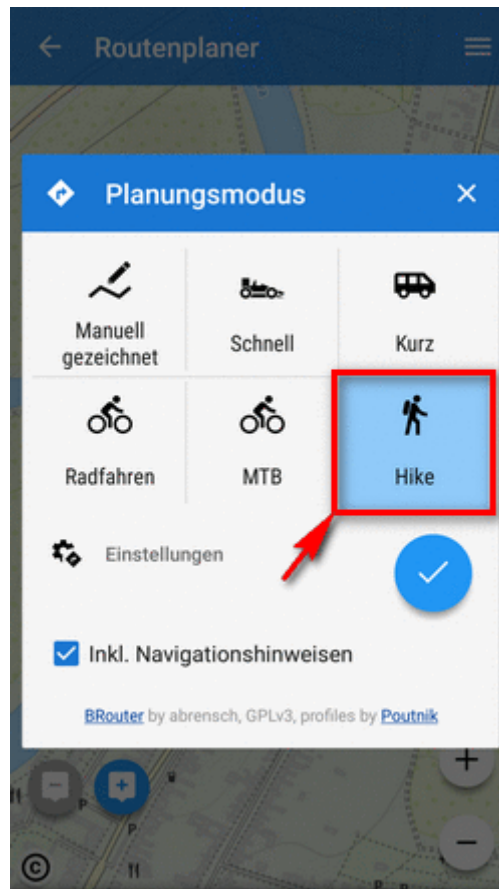 Routenplaner
Planungsmodus
Manuell
gezeichnet
Schnell
Kurz
Radfahren
MTB
Hike
Einstellungen
Inkl. Navigationshinweisen
BRouter by abrensch, GPLv3, profiles by Poutnik
P
P
P
©